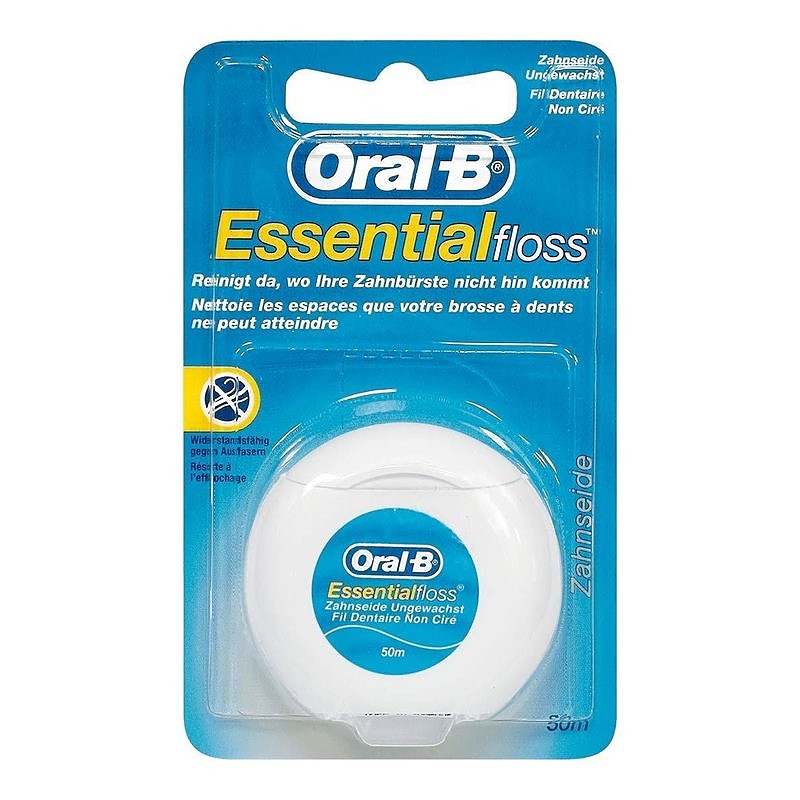 Zahnseide
Ungewachst
Fil Dentaire
Non Ciré
Oral-B®
Essentialfloss™
Reinigt da, wo Ihre Zahnbürste nicht hin kommt
Nettoie les espaces que votre brosse à dents
ne peut atteindre
Widerstandsfähig
gegen Ausfasern
Résiste à
l'effilochage
Zahnseide
Oral-B®
Essentialfloss®
Zahnseide Ungewachst
Fil Dentaire Non Ciré
50m
50m